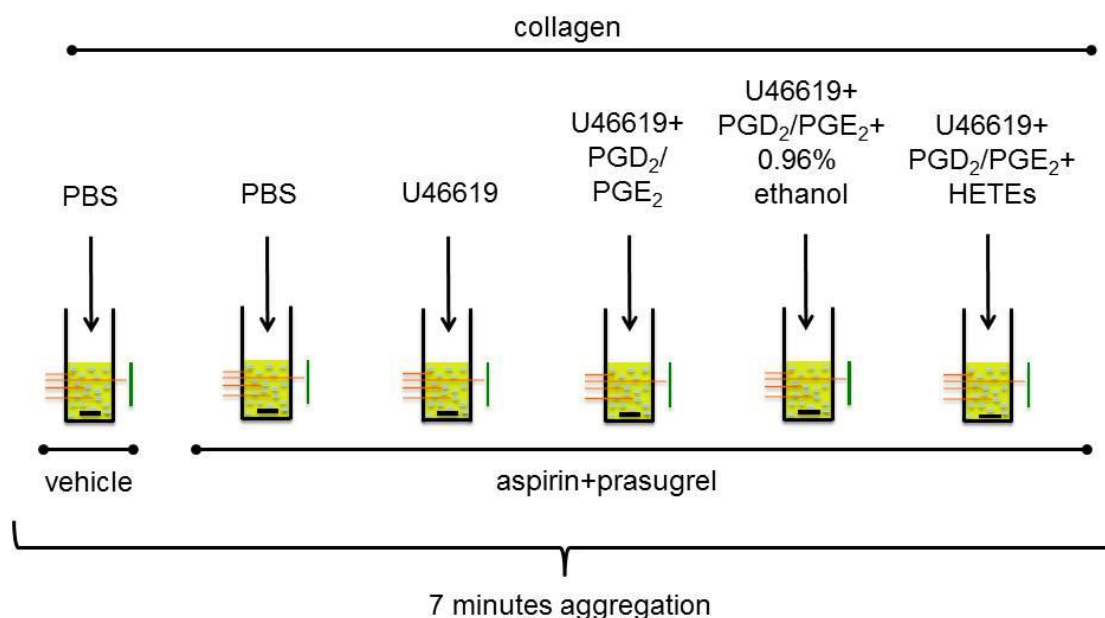 collagen
PBS
PBS
U46619
U46619+
PGD₂/
PGE₂
U46619+
PGD₂/PGE₂+
0.96%
ethanol
U46619+
PGD₂/PGE₂+
HETEs
vehicle
aspirin+prasugrel
7 minutes aggregation